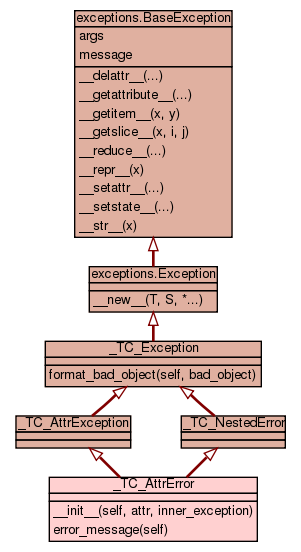 exceptions.BaseException
args
message
__delattr__(...)
__getattribute__(...)
__getitem__(x, y)
__getslice__(x, i, j)
__reduce__(...)
__repr__(x)
__setattr__(...)
__setstate__(...)
__str__(x)
exceptions.Exception
__new__(T, S, *...)
_TC_Exception
format_bad_object(self, bad_object)
_TC_AttrException
_TC_NestedError
_TC_AttrError
__init__(self, attr, inner_exception)
error_message(self)